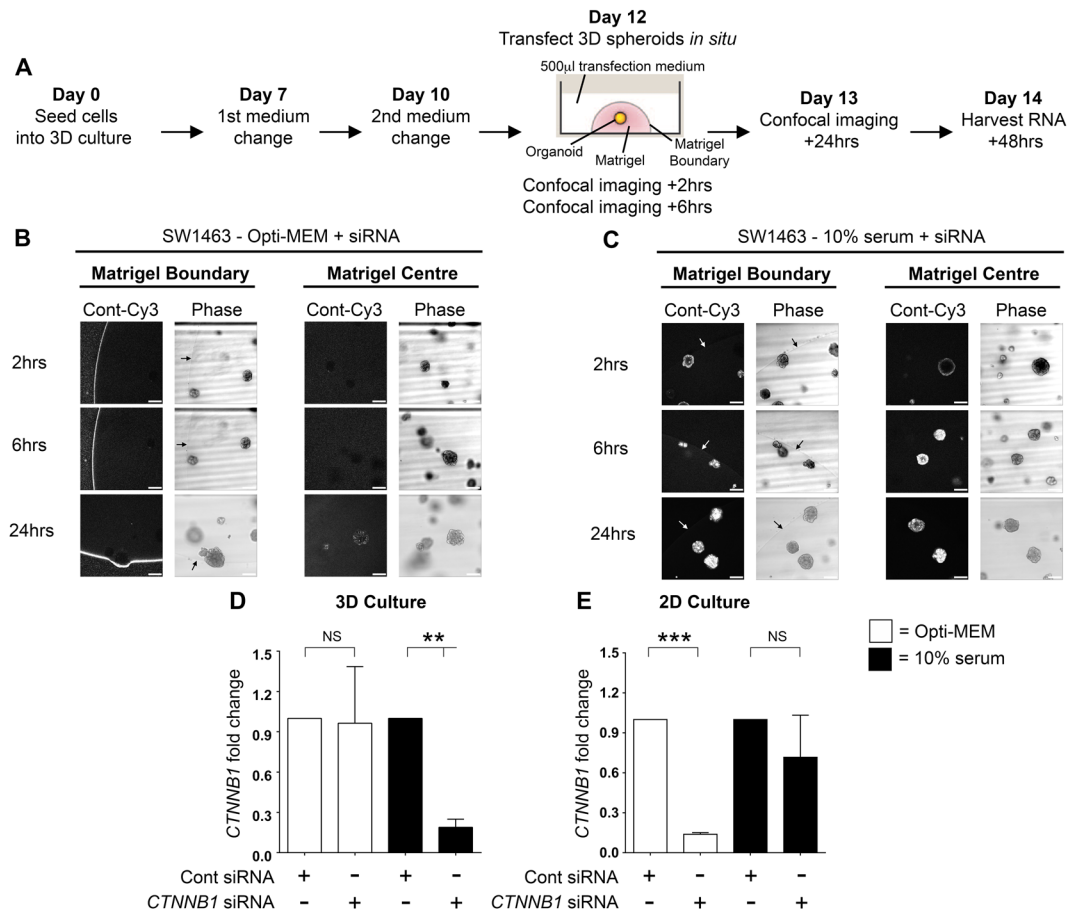 A
Day 0
Seed cells
into 3D culture
Day 7
1st medium
change
Day 10
2nd medium
change
Day 12
Transfect 3D spheroids in situ
500µl transfection medium
Organoid
Matrigel
Matrigel
Boundary
Confocal imaging +2hrs
Confocal imaging +6hrs
Day 13
Confocal imaging
+24hrs
Day 14
Harvest RNA
+48hrs
B
SW1463 - Opti-MEM + siRNA
Matrigel Boundary
Matrigel Centre
Cont-Cy3
Phase
Cont-Cy3
Phase
2hrs
6hrs
24hrs
C
SW1463 - 10% serum + siRNA
Matrigel Boundary
Matrigel Centre
Cont-Cy3
Phase
Cont-Cy3
Phase
2hrs
6hrs
24hrs
D
3D Culture
NS
**
CTNNB1 fold change
1.5
1.2
0.9
0.6
0.3
0.0
Cont siRNA + - + -
CTNNB1 siRNA - + - +
E
2D Culture
***
NS
CTNNB1 fold change
1.5
1.2
0.9
0.6
0.3
0.0
Cont siRNA + - + -
CTNNB1 siRNA - + - +
= Opti-MEM
= 10% serum